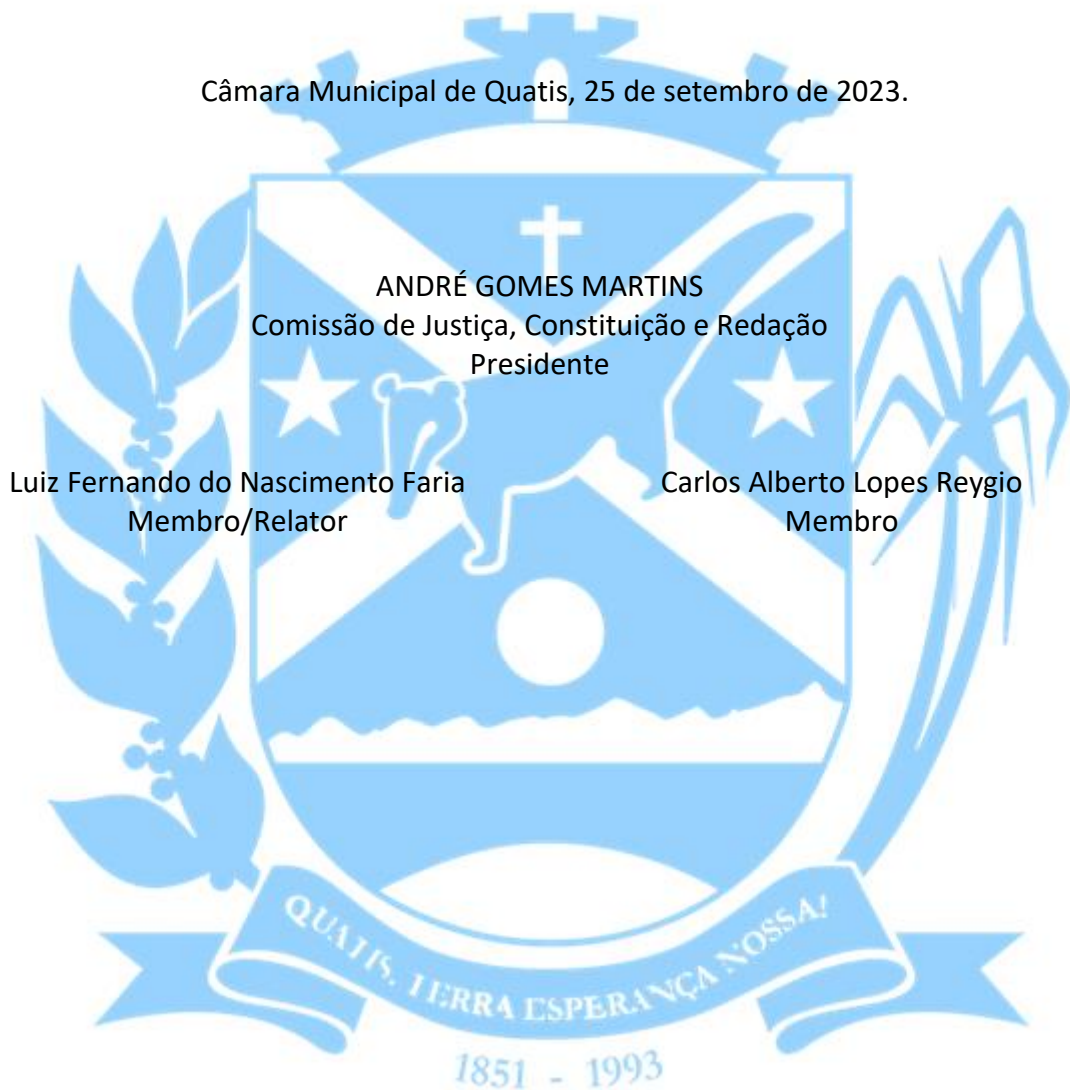 Câmara Municipal de Quatis, 25 de setembro de 2023.
ANDRÉ GOMES MARTINS
Comissão de Justiça, Constituição e Redação
Presidente
Luiz Fernando do Nascimento Faria
Membro/Relator
Carlos Alberto Lopes Reygio
Membro
QUATIS, TERRA ESPERANÇA NOSSA!
1851 - 1993